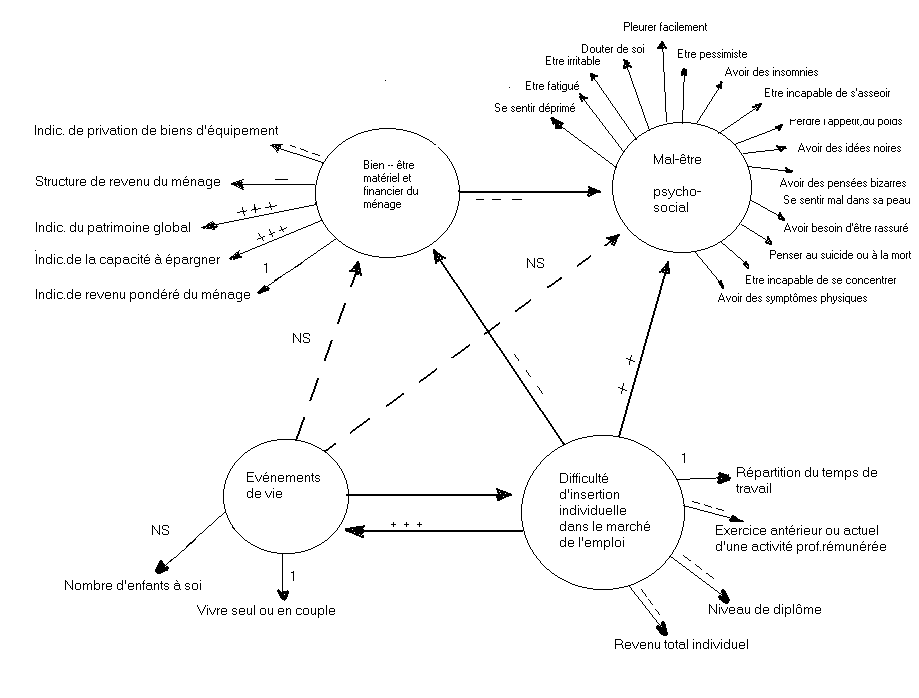 Pleurer facilement
Douter de soi
Etre pessimiste
Etre irritable
Avoir des insomnies
Etre fatigué
Etre incapable de s'asseoir
Se sentir déprimé
Perdre l'appetit,du poids
Indic. de privation de biens d'équipement
Avoir des idées noires
Bien -- être
matériel et
financier du
ménage
Mal-être
psycho-
social
Structure de revenu du ménage
—
Avoir des pensées bizarres
Se sentir mal dans sa peau
– – –
+++
Indic. du patrimoine global
Avoir besoin d'être rassuré
+++
Indic.de la capacité à épargner
Penser au suicide ou à la mort
1
NS
Etre incapable de se concentrer
Indic.de revenu pondéré du ménage
Avoir des symptômes physiques
NS
+
+
1
Evénements
de vie
Difficulté
d'insertion
individuelle
dans le marché
de l'emploi
Répartition du temps de
travail
+ + +
NS
Exercice antérieur ou actuel
d'une activité prof.rémunérée
1
Nombre d'enfants à soi
Vivre seul ou en couple
Niveau de diplôme
Revenu total individuel